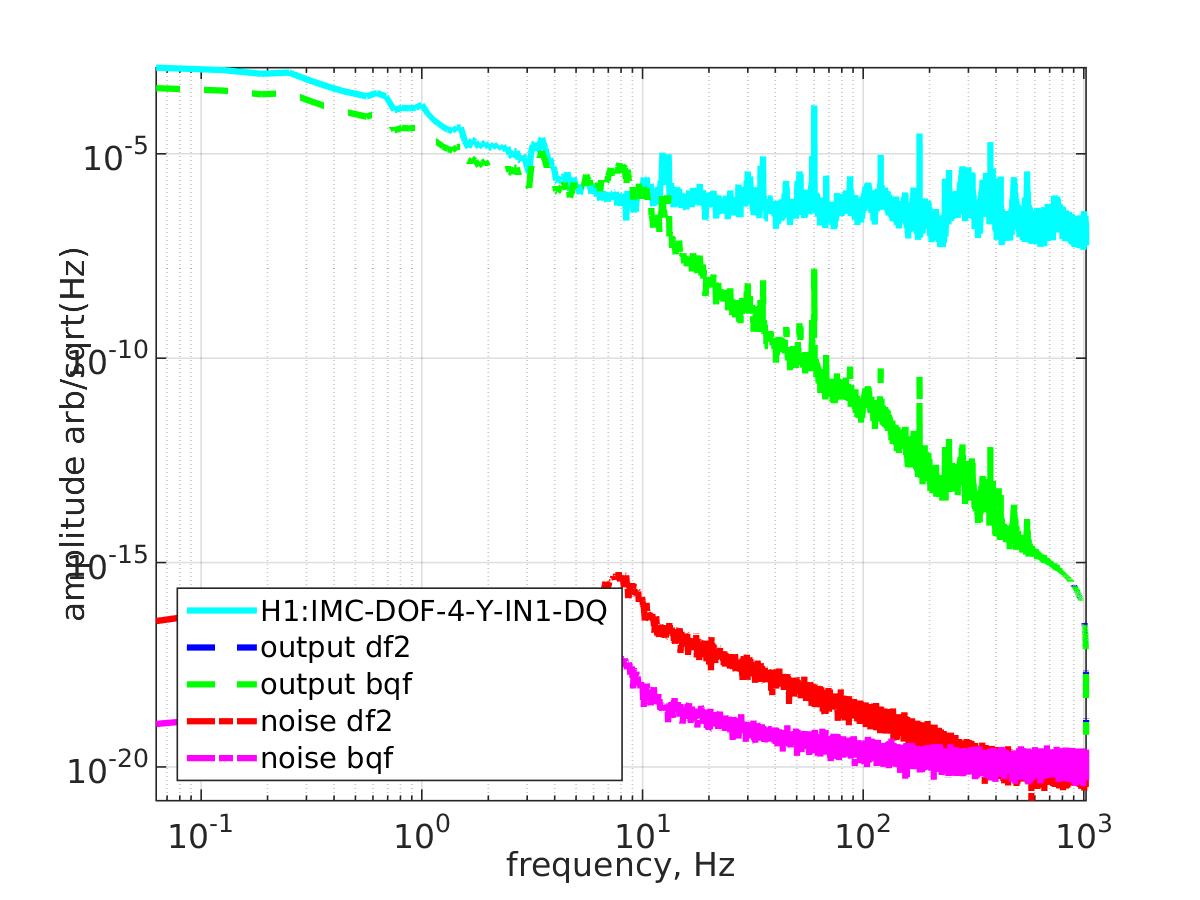 10^-5
10^-10
10^-15
10^-20
amplitude arb/sqrt(Hz)
H1:IMC-DOF-4-Y-IN1-DQ
output df2
output bqf
noise df2
noise bqf
10^-1 10^0 10^1 10^2 10^3
frequency, Hz